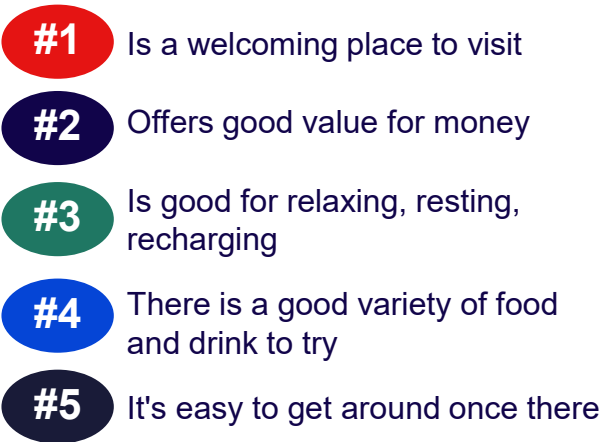 #1 Is a welcoming place to visit
#2 Offers good value for money
#3 Is good for relaxing, resting,
recharging
#4 There is a good variety of food
and drink to try
#5 It's easy to get around once there